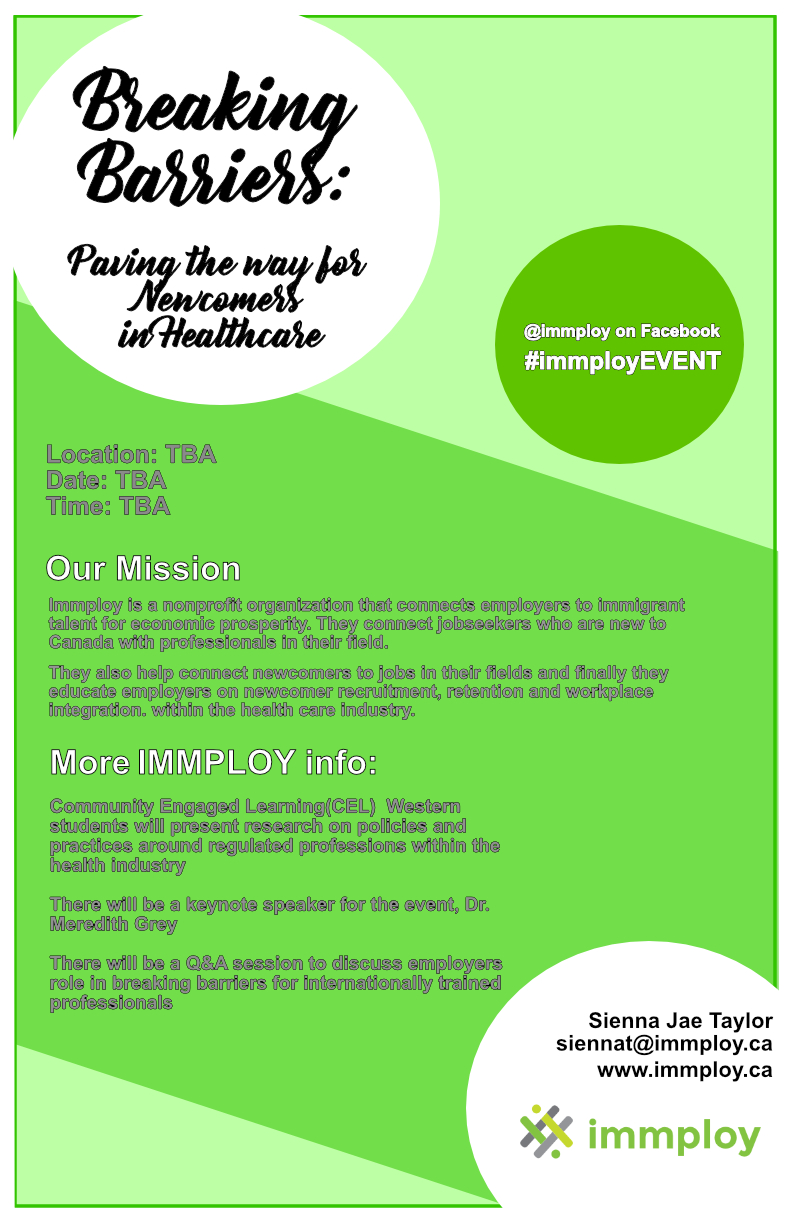 Breaking
Barriers:
Paving the way for
Newcomers
in Healthcare
@immploy on Facebook
#immployEVENT
Location: TBA
Date: TBA
Time: TBA
Our Mission
Immploy is a nonprofit organization that connects employers to immigrant
talent for economic prosperity. They connect jobseekers who are new to
Canada with professionals in their field.
They also help connect newcomers to jobs in their fields and finally they
educate employers on newcomer recruitment, retention and workplace
integration. within the health care industry.
More IMMPLOY info:
Community Engaged Learning(CEL)  Western
students will present research on policies and
practices around regulated professions within the
health industry
There will be a keynote speaker for the event, Dr.
Meredith Grey
There will be a Q&A session to discuss employers
role in breaking barriers for internationally trained
professionals
Sienna Jae Taylor
siennat@immploy.ca
www.immploy.ca
immploy